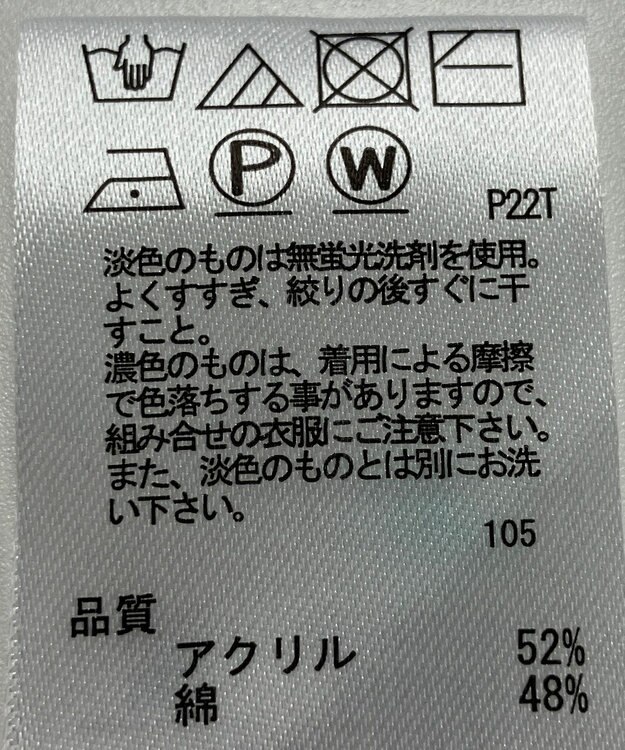 P W
P22T
淡色のものは無蛍光洗剤を使用。
よくすすぎ、絞りの後すぐに干
すこと。
濃色のものは、着用による摩擦
で色落ちする事がありますので、
組み合せの衣服にご注意下さい。
また、淡色のものとは別にお洗
い下さい。
105
品質
アクリル 52%
綿 48%